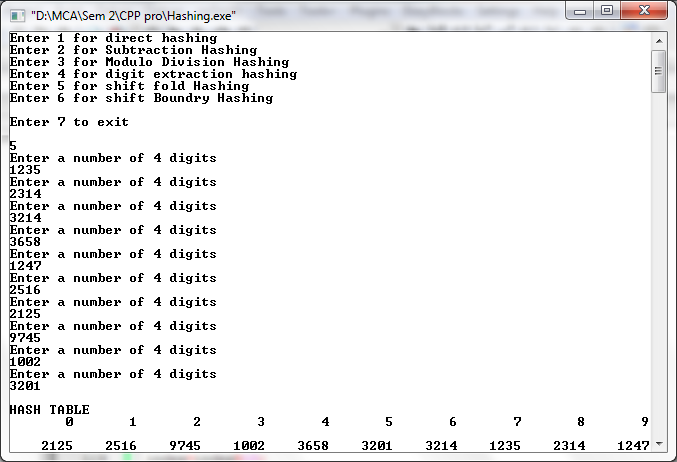 "D:\MCA\Sem 2\CPP pro\Hashing.exe"
Enter 1 for direct hashing
Enter 2 for Subtraction Hashing
Enter 3 for Modulo Division Hashing
Enter 4 for digit extraction hashing
Enter 5 for shift fold Hashing
Enter 6 for shift Boundry Hashing
Enter 7 to exit
5
Enter a number of 4 digits
1235
Enter a number of 4 digits
2314
Enter a number of 4 digits
3214
Enter a number of 4 digits
3658
Enter a number of 4 digits
1247
Enter a number of 4 digits
2516
Enter a number of 4 digits
2125
Enter a number of 4 digits
9745
Enter a number of 4 digits
1002
Enter a number of 4 digits
3201
HASH TABLE
0 1 2 3 4 5 6 7 8 9
2125 2516 9745 1002 3658 3201 3214 1235 2314 1247